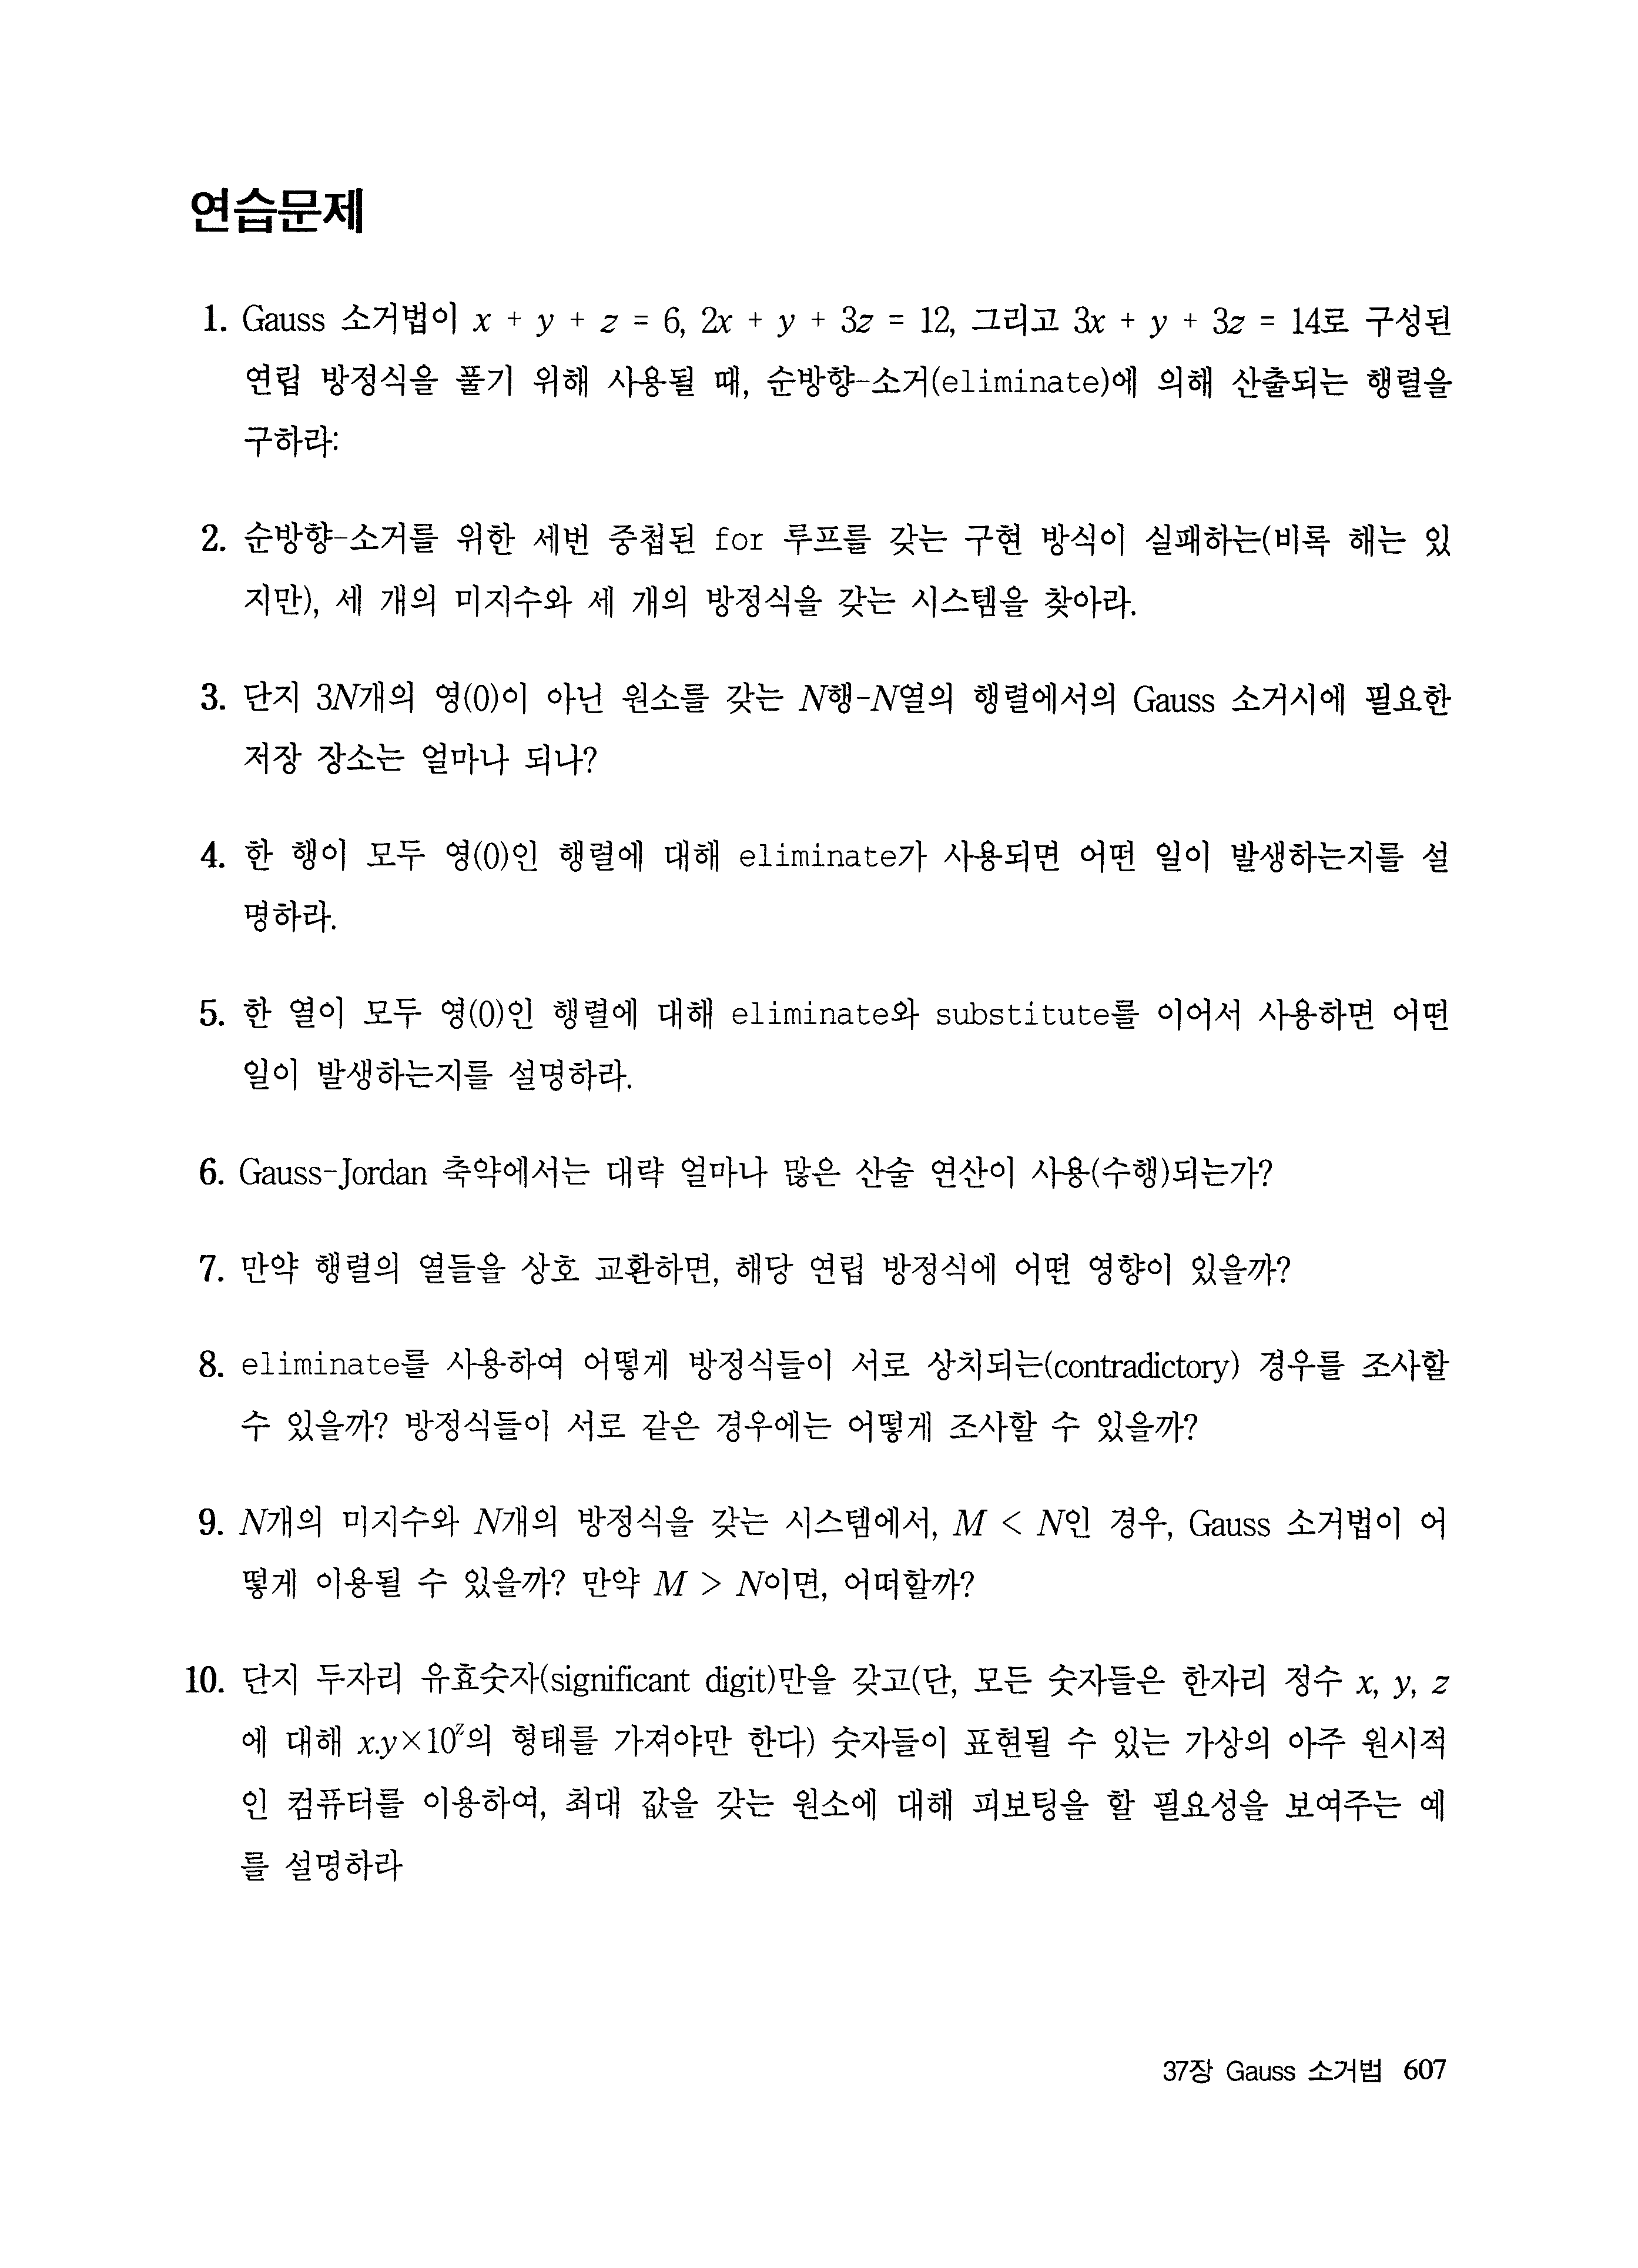 연습문제
1. Gauss 소거법이 x + y + z = 6, 2x + y + 3z = 12, 그리고 3x + y + 3z = 14로 구성된
연립 방정식을 풀기 위해 사용될 때, 순방향-소거(eliminate)에 의해 산출되는 행렬을
구하라:
2. 순방향-소거를 위한 세번 중첩된 for 루프를 갖는 구현 방식이 실패하는(비록 해는 있
지만), 세 개의 미지수와 세 개의 방정식을 갖는 시스템을 찾아라.
3. 단지 3N개의 영(0)이 아닌 원소를 갖는 N행-N열의 행렬에서의 Gauss 소거시에 필요한
저장 장소는 얼마나 되나?
4. 한 행이 모두 영(0)인 행렬에 대해 eliminate가 사용되면 어떤 일이 발생하는지를 설
명하라.
5. 한 열이 모두 영(0)인 행렬에 대해 eliminate와 substitute를 이어서 사용하면 어떤
일이 발생하는지를 설명하라.
6. Gauss-Jordan 축약에서는 대략 얼마나 많은 산술 연산이 사용(수행)되는가?
7. 만약 행렬의 열들을 상호 교환하면, 해당 연립 방정식에 어떤 영향이 있을까?
8. eliminate를 사용하여 어떻게 방정식들이 서로 상치되는(contradictory) 경우를 조사할
수 있을까? 방정식들이 서로 같은 경우에는 어떻게 조사할 수 있을까?
9. N개의 미지수와 N개의 방정식을 갖는 시스템에서, M < N인 경우, Gauss 소거법이 어
떻게 이용될 수 있을까? 만약 M > N이면, 어떠할까?
10. 단지 두자리 유효숫자(significant digit)만을 갖고(단, 모든 숫자들은 한자리 정수 x, y, z
에 대해 x.y×10ᶻ의 형태를 가져야만 한다) 숫자들이 표현될 수 있는 가상의 아주 원시적
인 컴퓨터를 이용하여, 최대 값을 갖는 원소에 대해 피보팅을 할 필요성을 보여주는 예
를 설명하라
37장 Gauss 소거법 607